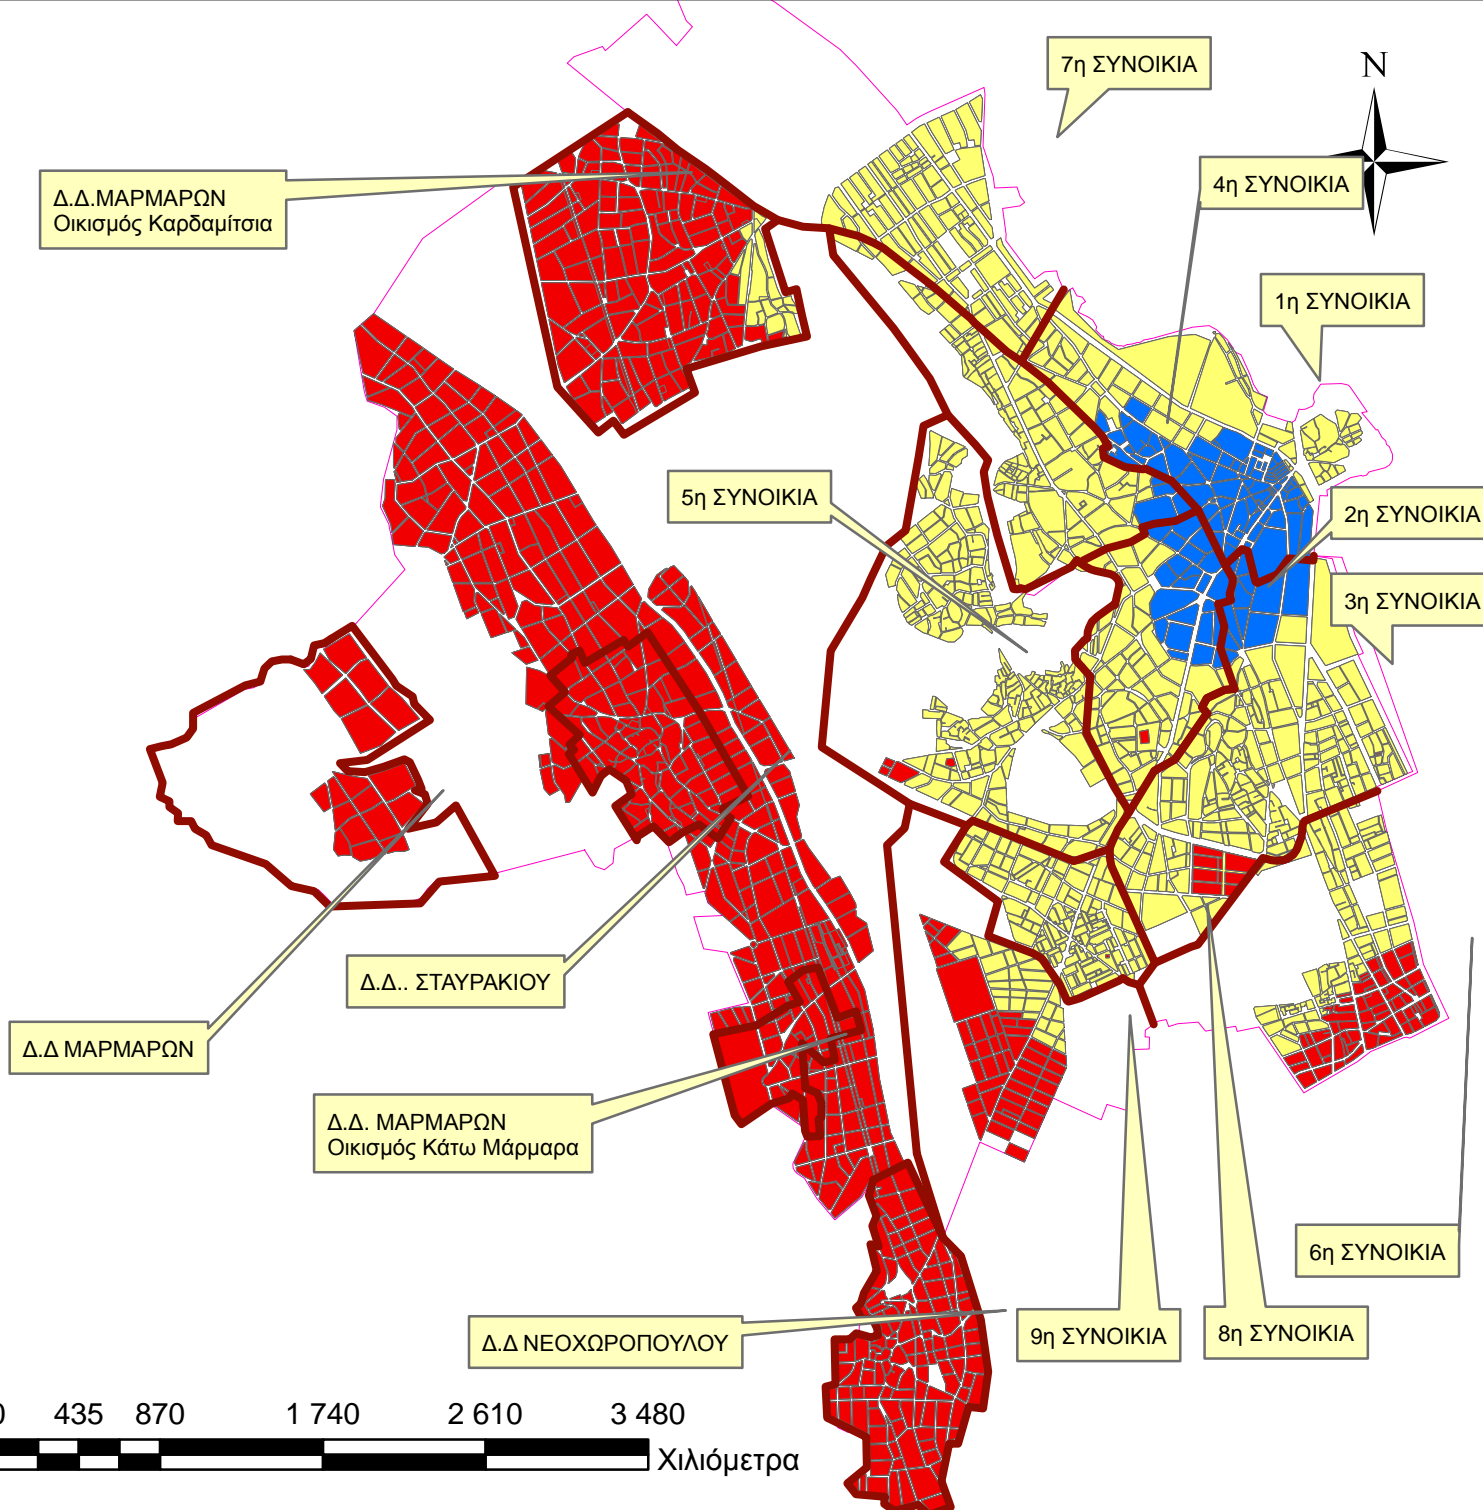 7η ΣΥΝΟΙΚΙΑ
N
4η ΣΥΝΟΙΚΙΑ
Δ.Δ.ΜΑΡΜΑΡΩΝ
Οικισμός Καρδαμίτσια
1η ΣΥΝΟΙΚΙΑ
5η ΣΥΝΟΙΚΙΑ
2η ΣΥΝΟΙΚΙΑ
3η ΣΥΝΟΙΚΙΑ
Δ.Δ.. ΣΤΑΥΡΑΚΙΟΥ
Δ.Δ ΜΑΡΜΑΡΩΝ
Δ.Δ. ΜΑΡΜΑΡΩΝ
Οικισμός Κάτω Μάρμαρα
6η ΣΥΝΟΙΚΙΑ
Δ.Δ ΝΕΟΧΩΡΟΠΟΥΛΟΥ
9η ΣΥΝΟΙΚΙΑ
8η ΣΥΝΟΙΚΙΑ
0 435 870 1 740 2 610 3 480
Χιλιόμετρα